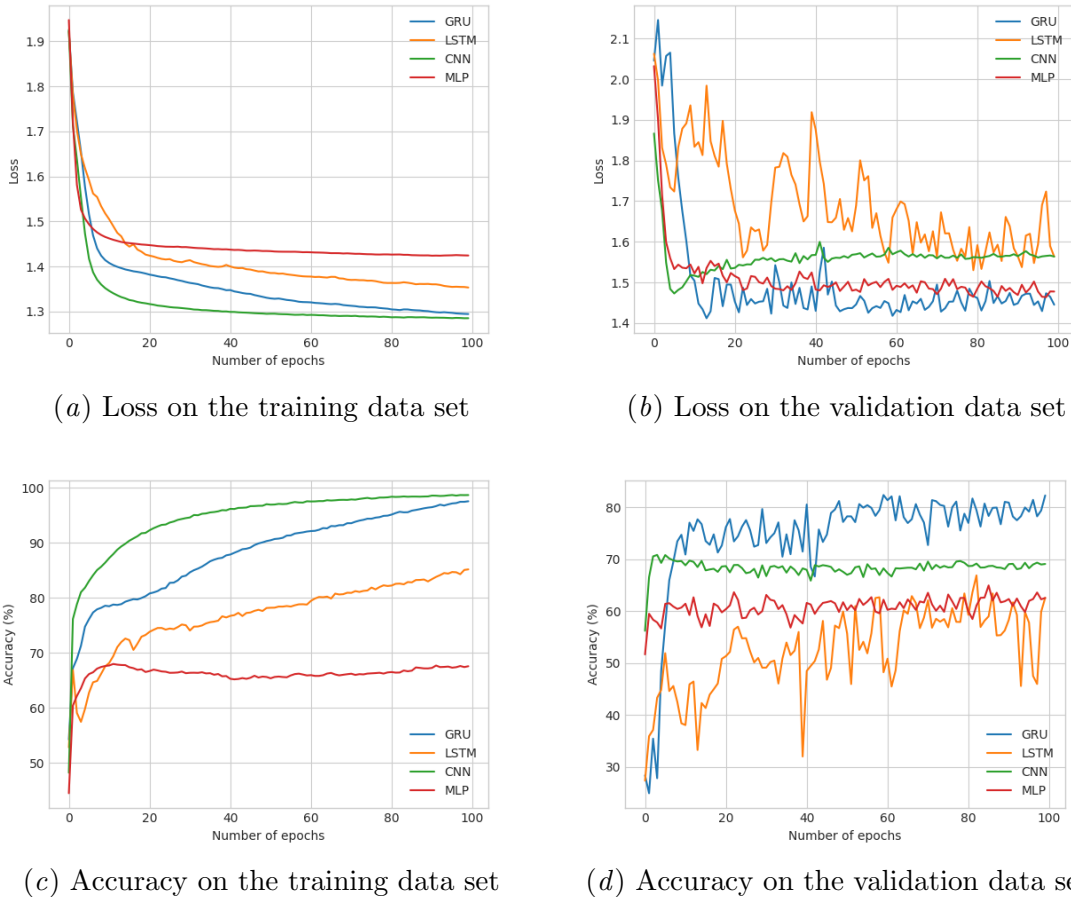 1.9
1.8
1.7
1.6
1.5
1.4
1.3
Loss
0 20 40 60 80 100
Number of epochs
GRU
LSTM
CNN
MLP
(a) Loss on the training data set
2.1
2.0
1.9
1.8
1.7
1.6
1.5
1.4
Loss
0 20 40 60 80 100
Number of epochs
GRU
LSTM
CNN
MLP
(b) Loss on the validation data set
100
90
80
70
60
50
Accuracy (%)
0 20 40 60 80 100
Number of epochs
GRU
LSTM
CNN
MLP
(c) Accuracy on the training data set
80
70
60
50
40
30
Accuracy (%)
0 20 40 60 80 100
Number of epochs
GRU
LSTM
CNN
MLP
(d) Accuracy on the validation data se